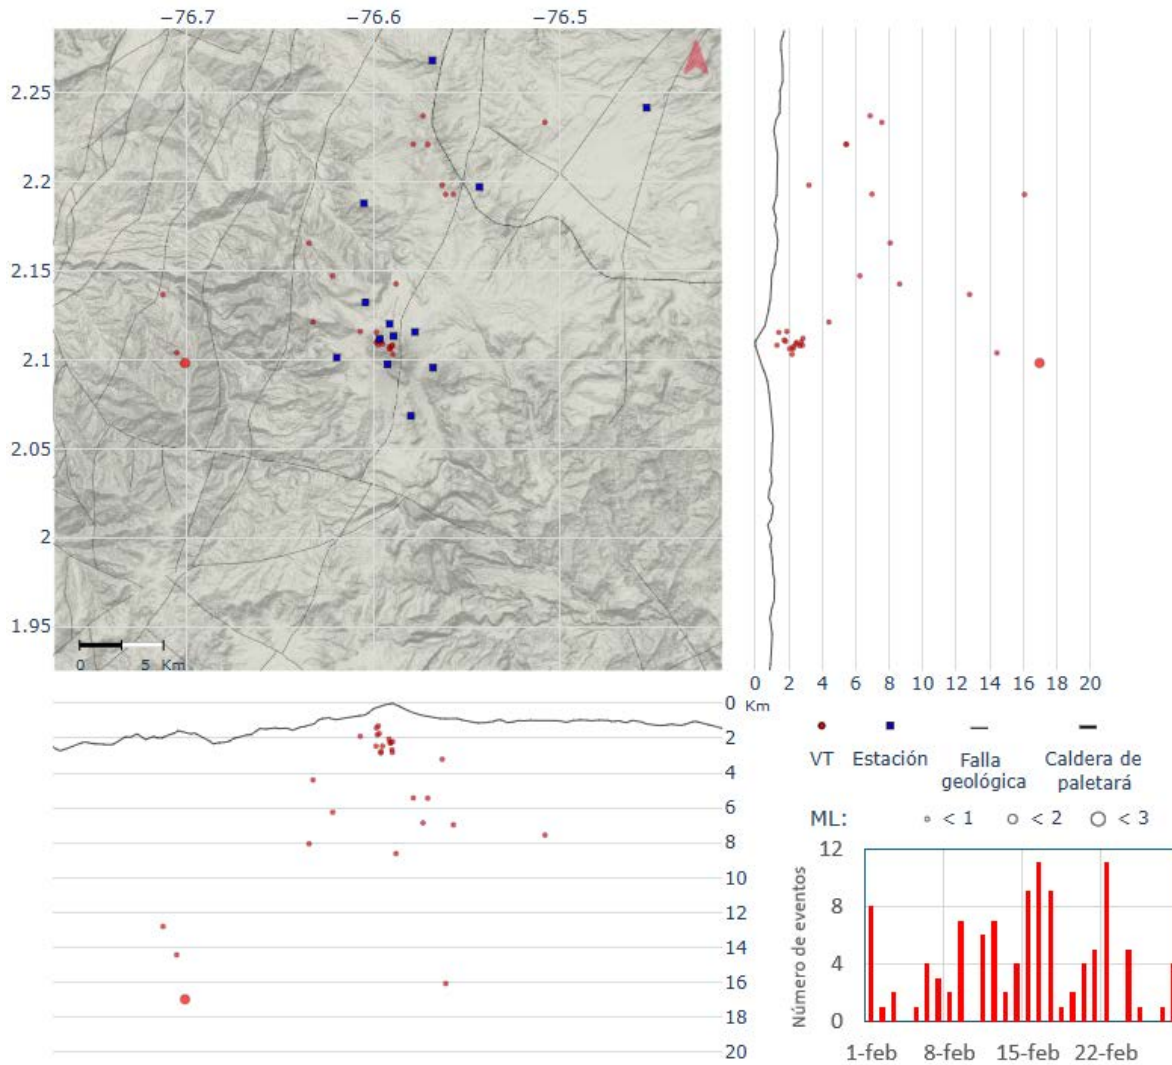 −76.7 −76.6 −76.5
2.25
2.2
2.15
2.1
2.05
2
1.95
0 5 Km
0 2 4 6 8 10 12 14 16 18 20
Km
0
2
4
6
8
10
12
14
16
18
20
VT Estación Falla geológica Caldera de paletará
ML: < 1 < 2 < 3
Número de eventos
12
8
4
0
1-feb 8-feb 15-feb 22-feb